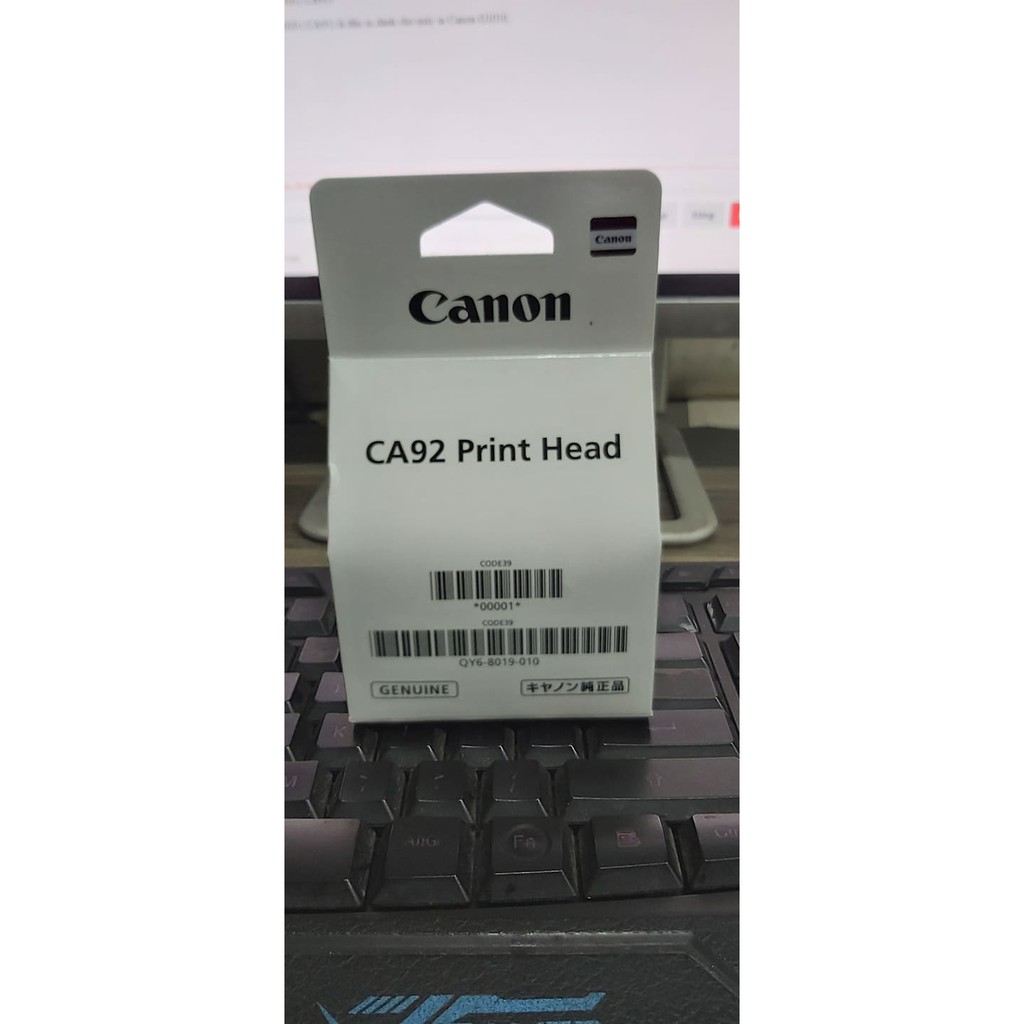 Canon
Canon
CA92 Print Head
CODE39
*00001*
CODE39
QY6-8019-010
GENUINE
キヤノン純正品
K
M
Fn